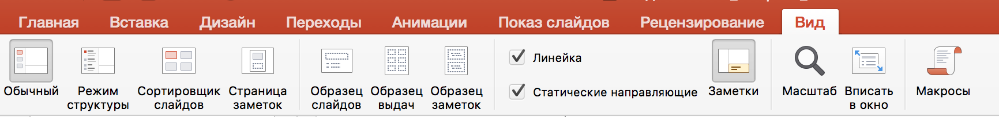 Главная Вставка Дизайн Переходы Анимации Показ слайдов Рецензирование Вид
Обычный
Режим
структуры
Сортировщик
слайдов
Страница
заметок
Образец
слайдов
Образец
выдач
Образец
заметок
Линейка
Статические направляющие
Заметки
Масштаб
Вписать
в окно
Макросы